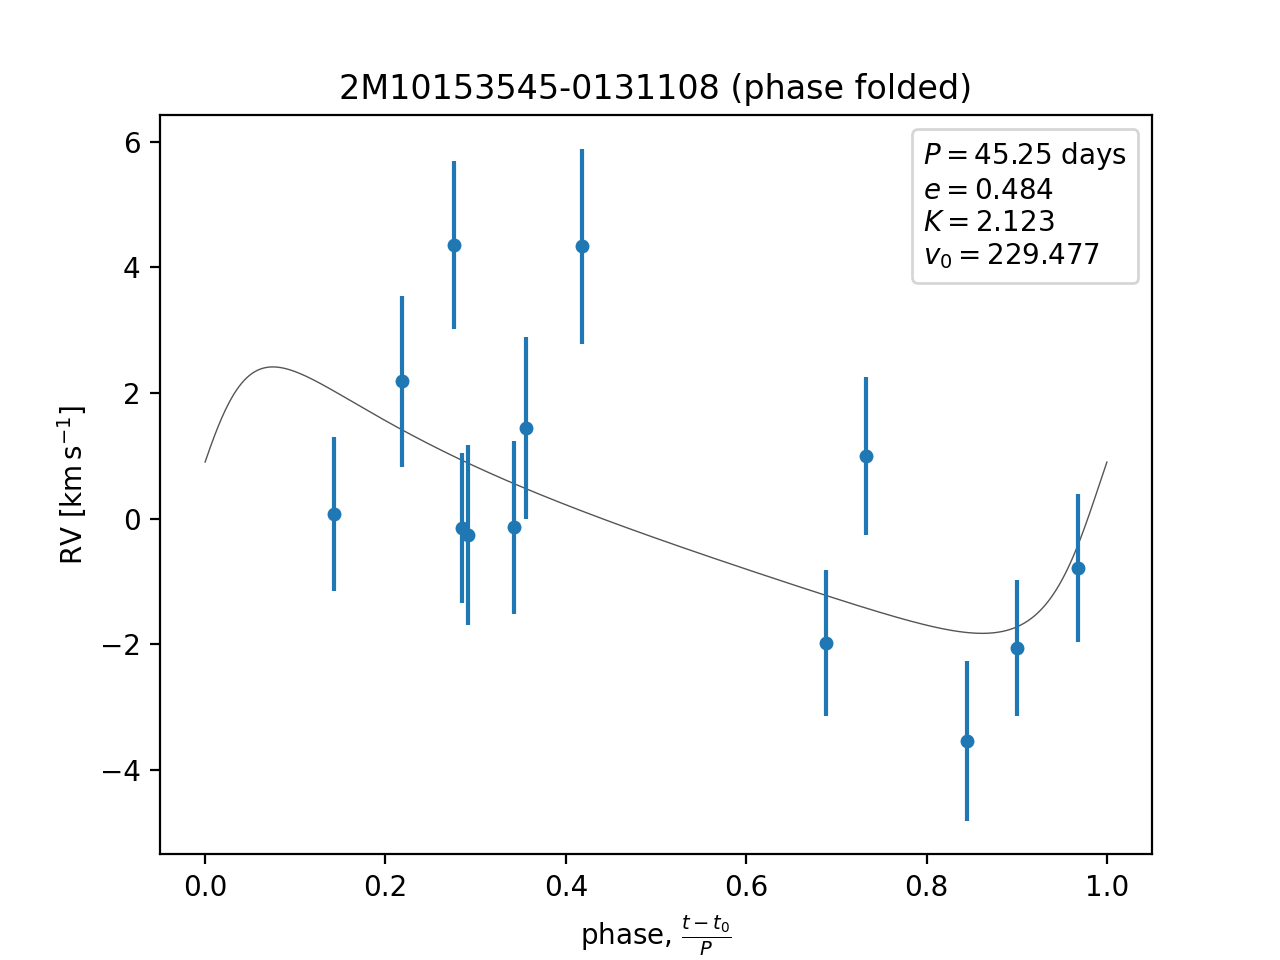 2M10153545-0131108 (phase folded)
P = 45.25 days
e = 0.484
K = 2.123
v₀ = 229.477
6
4
2
0
−2
−4
RV [km s⁻¹]
0.0 0.2 0.4 0.6 0.8 1.0
phase, (t − t₀)/P